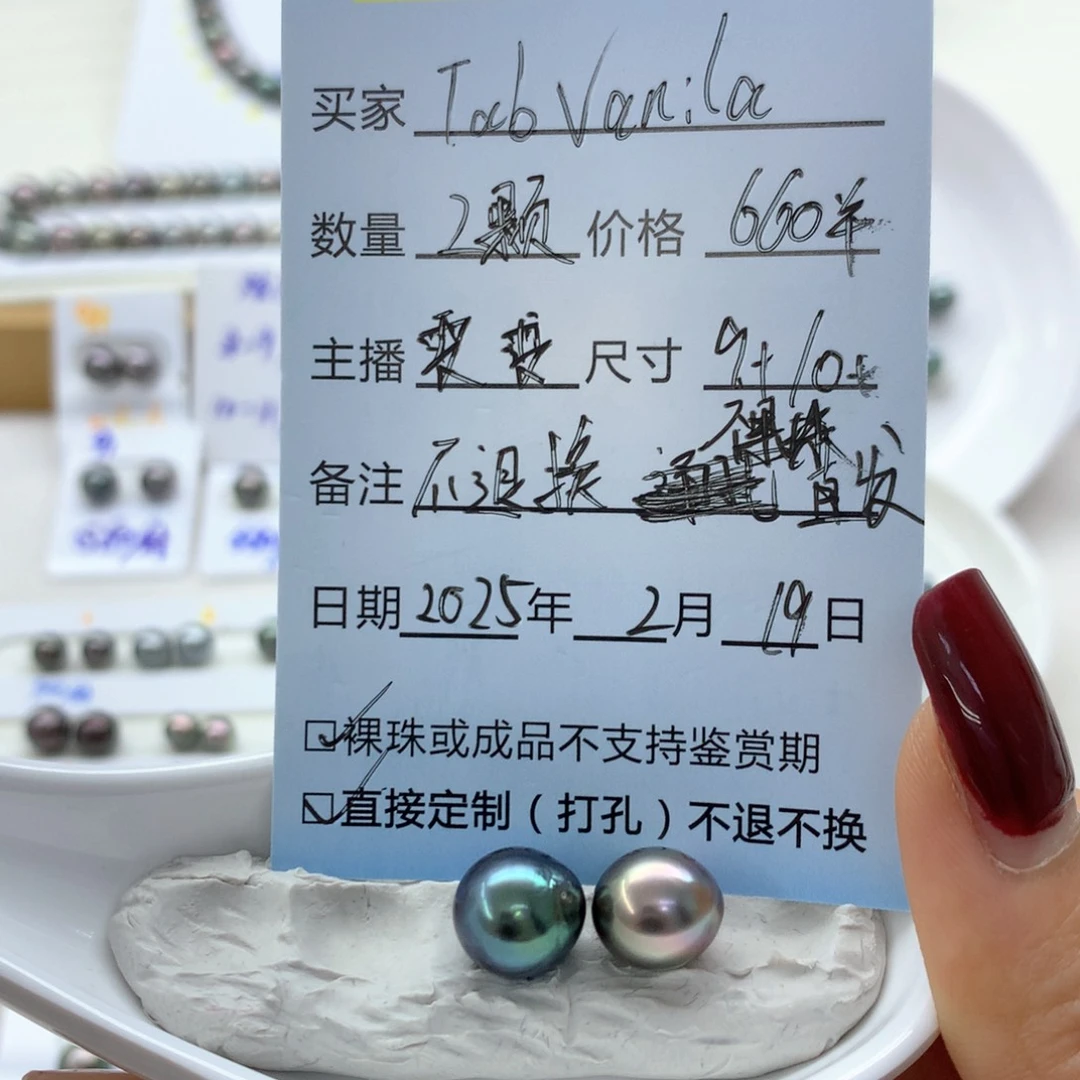 买家 Tab Vanila
数量 2颗 价格 660羊
主播 雯雯 尺寸 9+10+
裸珠
备注 不退换 直发
日期 2025年 2月 19日
裸珠或成品不支持鉴赏期
直接定制(打孔)不退不换